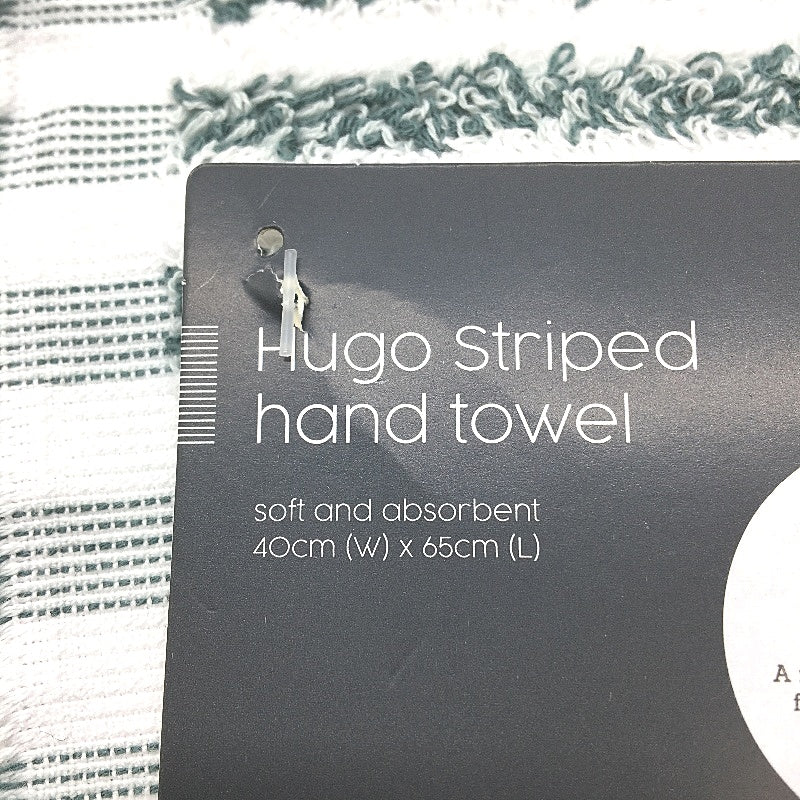 Hugo Striped
hand towel
soft and absorbent
40cm (W) x 65cm (L)
A
f